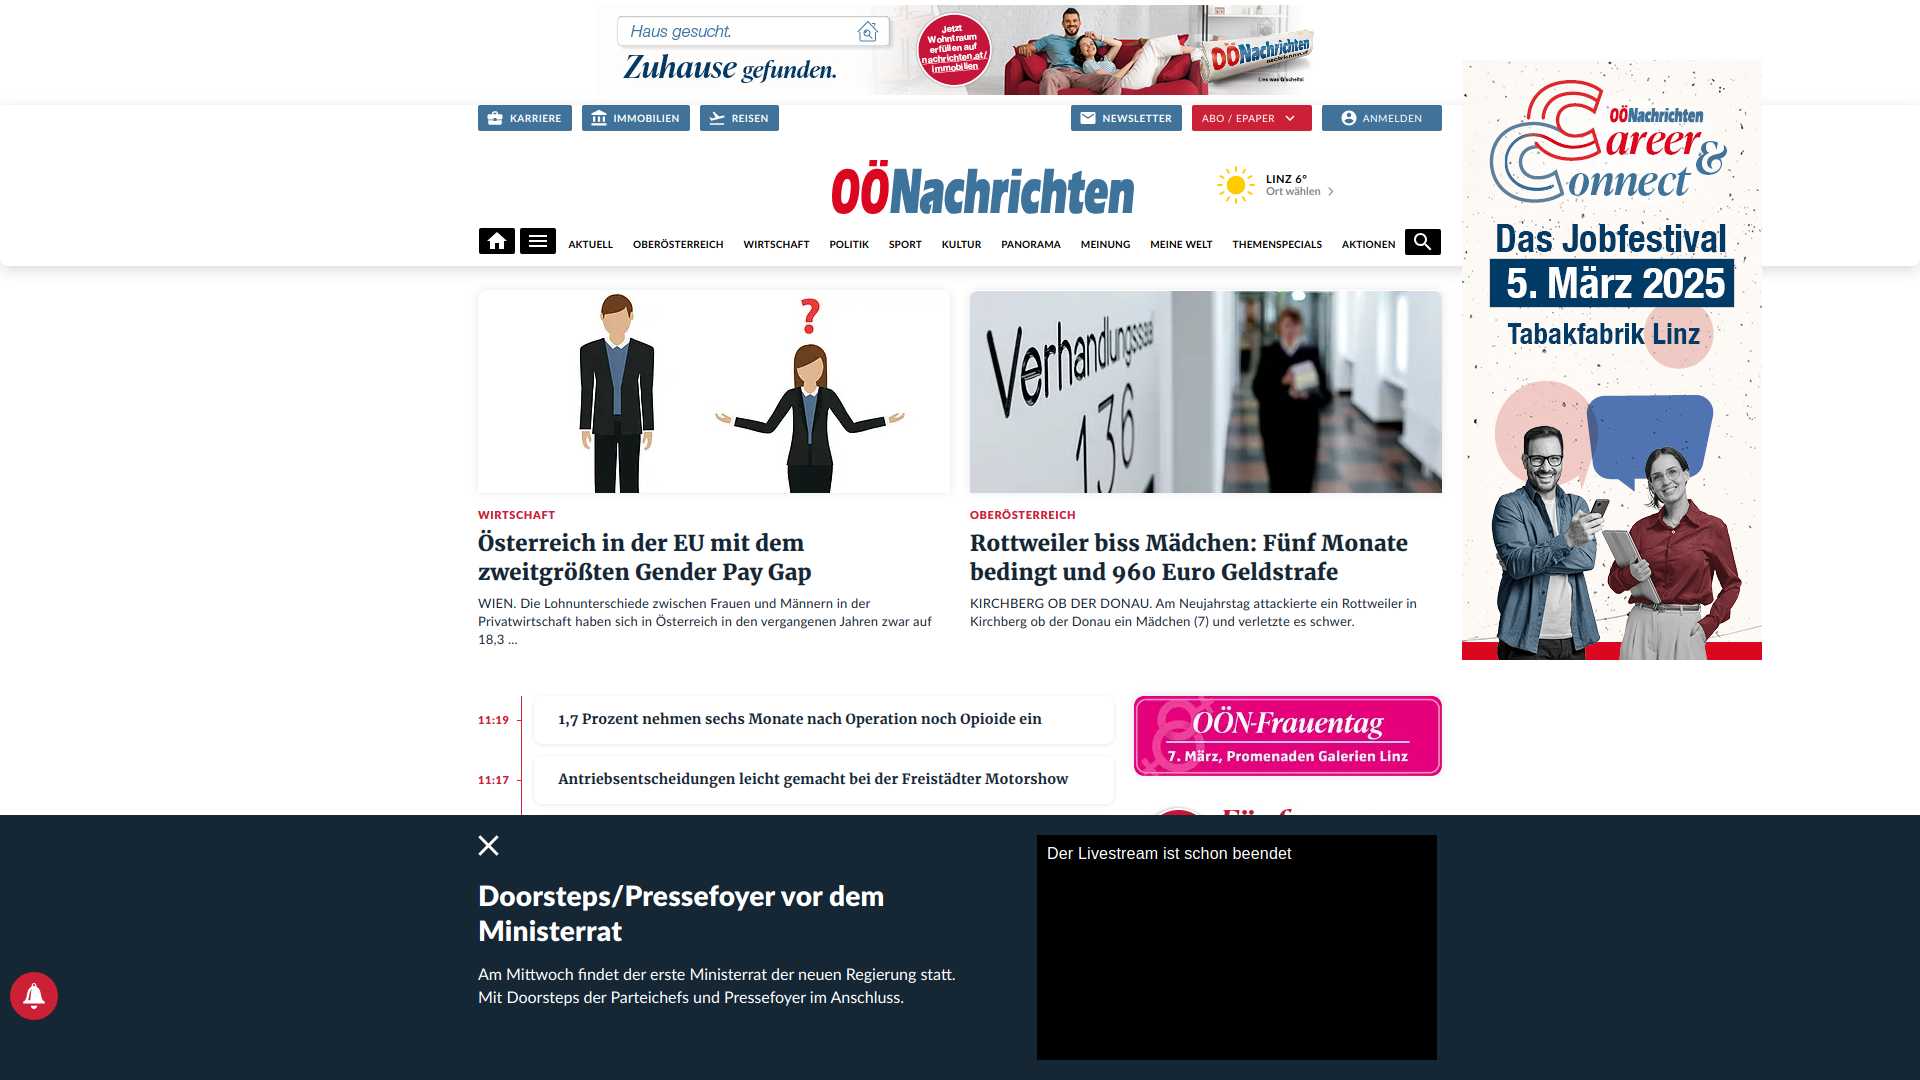 Haus gesucht.
Zuhause gefunden.
Jetzt
Wohntraum
erfüllen auf
nachrichten.at/
immobilien
OÖNachrichten
Lies was G'scheits!
KARRIERE
IMMOBILIEN
REISEN
NEWSLETTER
ABO / EPAPER
ANMELDEN
OÖNachrichten
LINZ 6°
Ort wählen
AKTUELL
OBERÖSTERREICH
WIRTSCHAFT
POLITIK
SPORT
KULTUR
PANORAMA
MEINUNG
MEINE WELT
THEMENSPECIALS
AKTIONEN
OÖNachrichten
Career &
Connect
Das Jobfestival
5. März 2025
Tabakfabrik Linz
?
Verhandlungssaal
136
WIRTSCHAFT
Österreich in der EU mit dem
zweitgrößten Gender Pay Gap
WIEN. Die Lohnunterschiede zwischen Frauen und Männern in der
Privatwirtschaft haben sich in Österreich in den vergangenen Jahren zwar auf
18,3 ...
OBERÖSTERREICH
Rottweiler biss Mädchen: Fünf Monate
bedingt und 960 Euro Geldstrafe
KIRCHBERG OB DER DONAU. Am Neujahrstag attackierte ein Rottweiler in
Kirchberg ob der Donau ein Mädchen (7) und verletzte es schwer.
11:19
1,7 Prozent nehmen sechs Monate nach Operation noch Opioide ein
11:17
Antriebsentscheidungen leicht gemacht bei der Freistädter Motorshow
OÖN-Frauentag
7. März, Promenaden Galerien Linz
Doorsteps/Pressefoyer vor dem
Ministerrat
Am Mittwoch findet der erste Ministerrat der neuen Regierung statt.
Mit Doorsteps der Parteichefs und Pressefoyer im Anschluss.
Der Livestream ist schon beendet